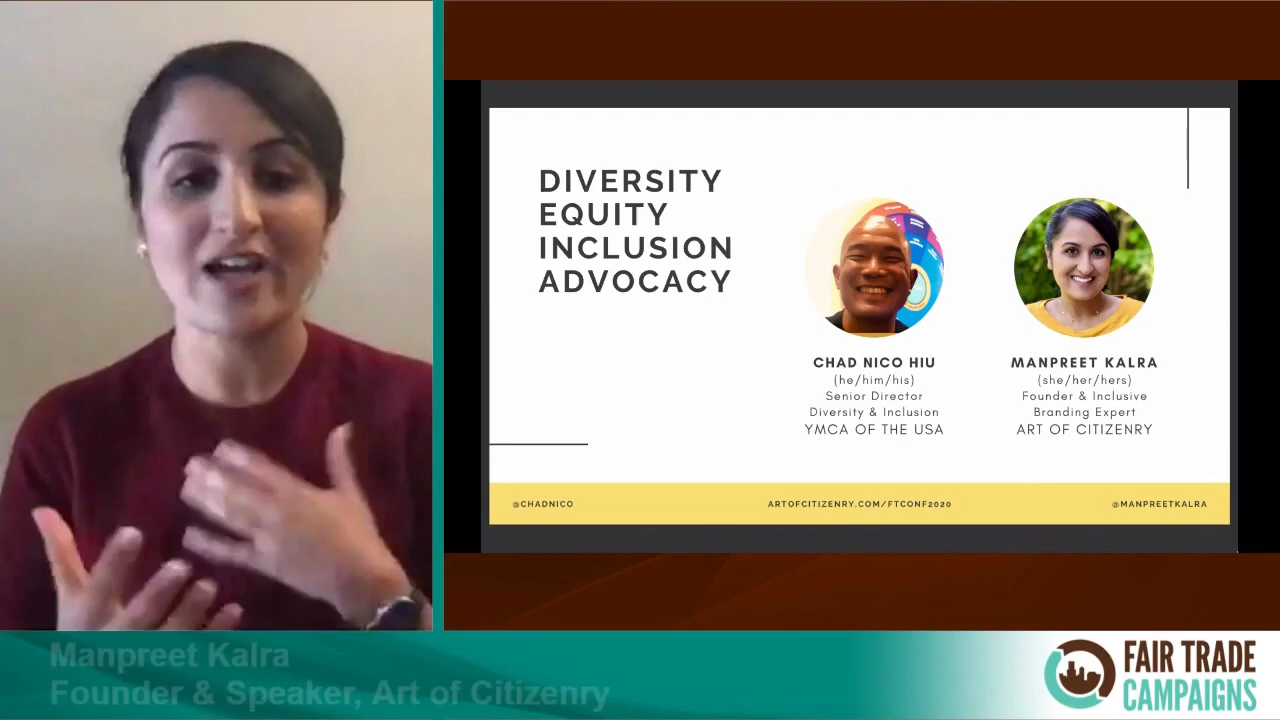 DIVERSITY
EQUITY
INCLUSION
ADVOCACY
CHAD NICO HIU
(he/him/his)
Senior Director
Diversity & Inclusion
YMCA OF THE USA
MANPREET KALRA
(she/her/hers)
Founder & Inclusive
Branding Expert
ART OF CITIZENRY
@CHADNICO
ARTOFCITIZENRY.COM/FTCONF2020
@MANPREETKALRA
Manpreet Kalra
Founder & Speaker, Art of Citizenry
FAIR TRADE
CAMPAIGNS